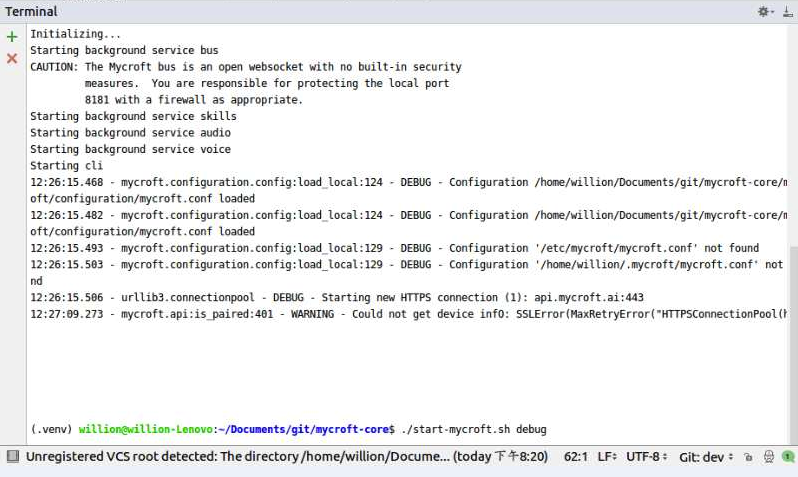 Terminal
Initializing...
Starting background service bus
CAUTION: The Mycroft bus is an open websocket with no built-in security
measures.  You are responsible for protecting the local port
8181 with a firewall as appropriate.
Starting background service skills
Starting background service audio
Starting background service voice
Starting cli
12:26:15.468 - mycroft.configuration.config:load_local:124 - DEBUG - Configuration /home/willion/Documents/git/mycroft-core/m
oft/configuration/mycroft.conf loaded
12:26:15.482 - mycroft.configuration.config:load_local:124 - DEBUG - Configuration /home/willion/Documents/git/mycroft-core/m
oft/configuration/mycroft.conf loaded
12:26:15.493 - mycroft.configuration.config:load_local:129 - DEBUG - Configuration '/etc/mycroft/mycroft.conf' not found
12:26:15.503 - mycroft.configuration.config:load_local:129 - DEBUG - Configuration '/home/willion/.mycroft/mycroft.conf' not
nd
12:26:15.506 - urllib3.connectionpool - DEBUG - Starting new HTTPS connection (1): api.mycroft.ai:443
12:27:09.273 - mycroft.api:is_paired:401 - WARNING - Could not get device infO: SSLError(MaxRetryError("HTTPSConnectionPool(h
(.venv) willion@willion-Lenovo:~/Documents/git/mycroft-core$ ./start-mycroft.sh debug
Unregistered VCS root detected: The directory /home/willion/Docume... (today 下午8:20) 62:1 LF UTF-8 Git: dev 1